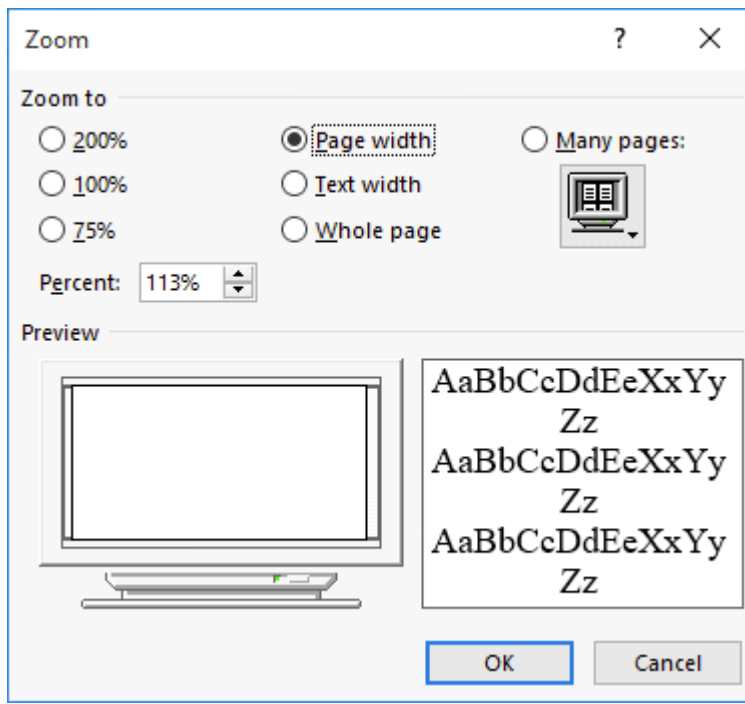 Zoom ?
Zoom to
200% Page width Many pages:
100% Text width
75% Whole page
Percent: 113%
Preview
AaBbCcDdEeXxYy
Zz
AaBbCcDdEeXxYy
Zz
AaBbCcDdEeXxYy
Zz
OK Cancel